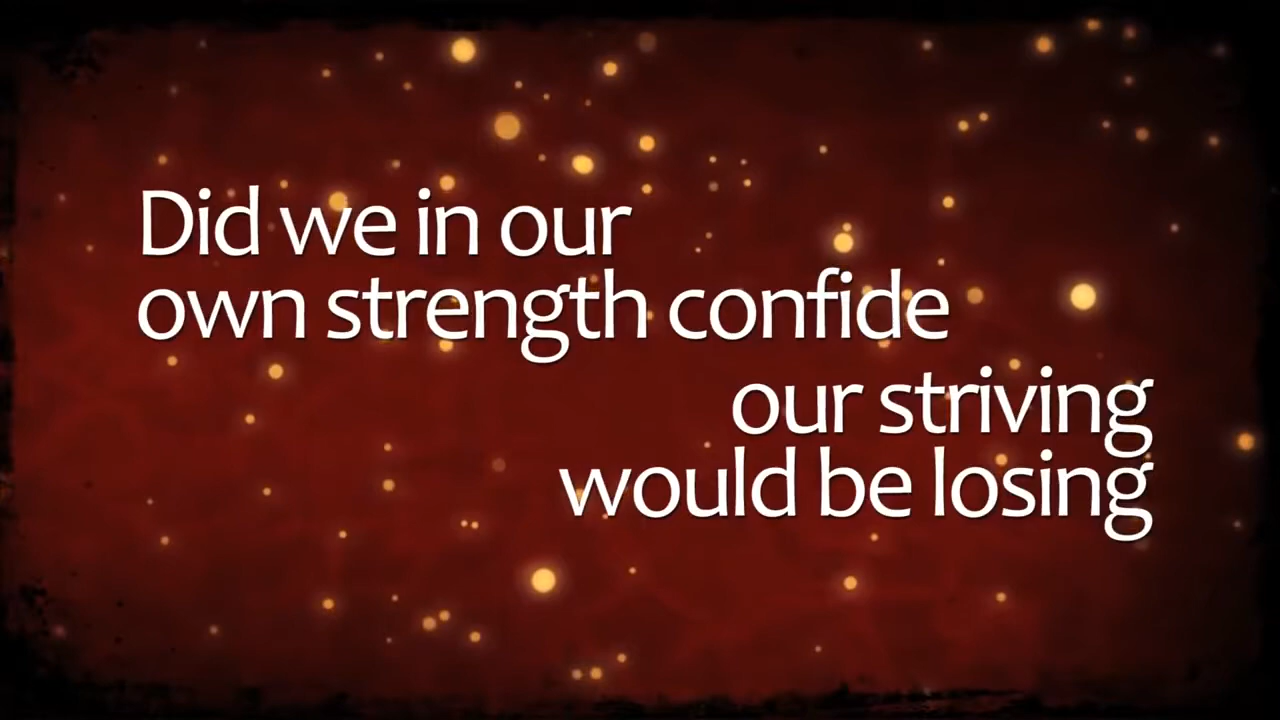 Did we in our
own strength confide
our striving
would be losing